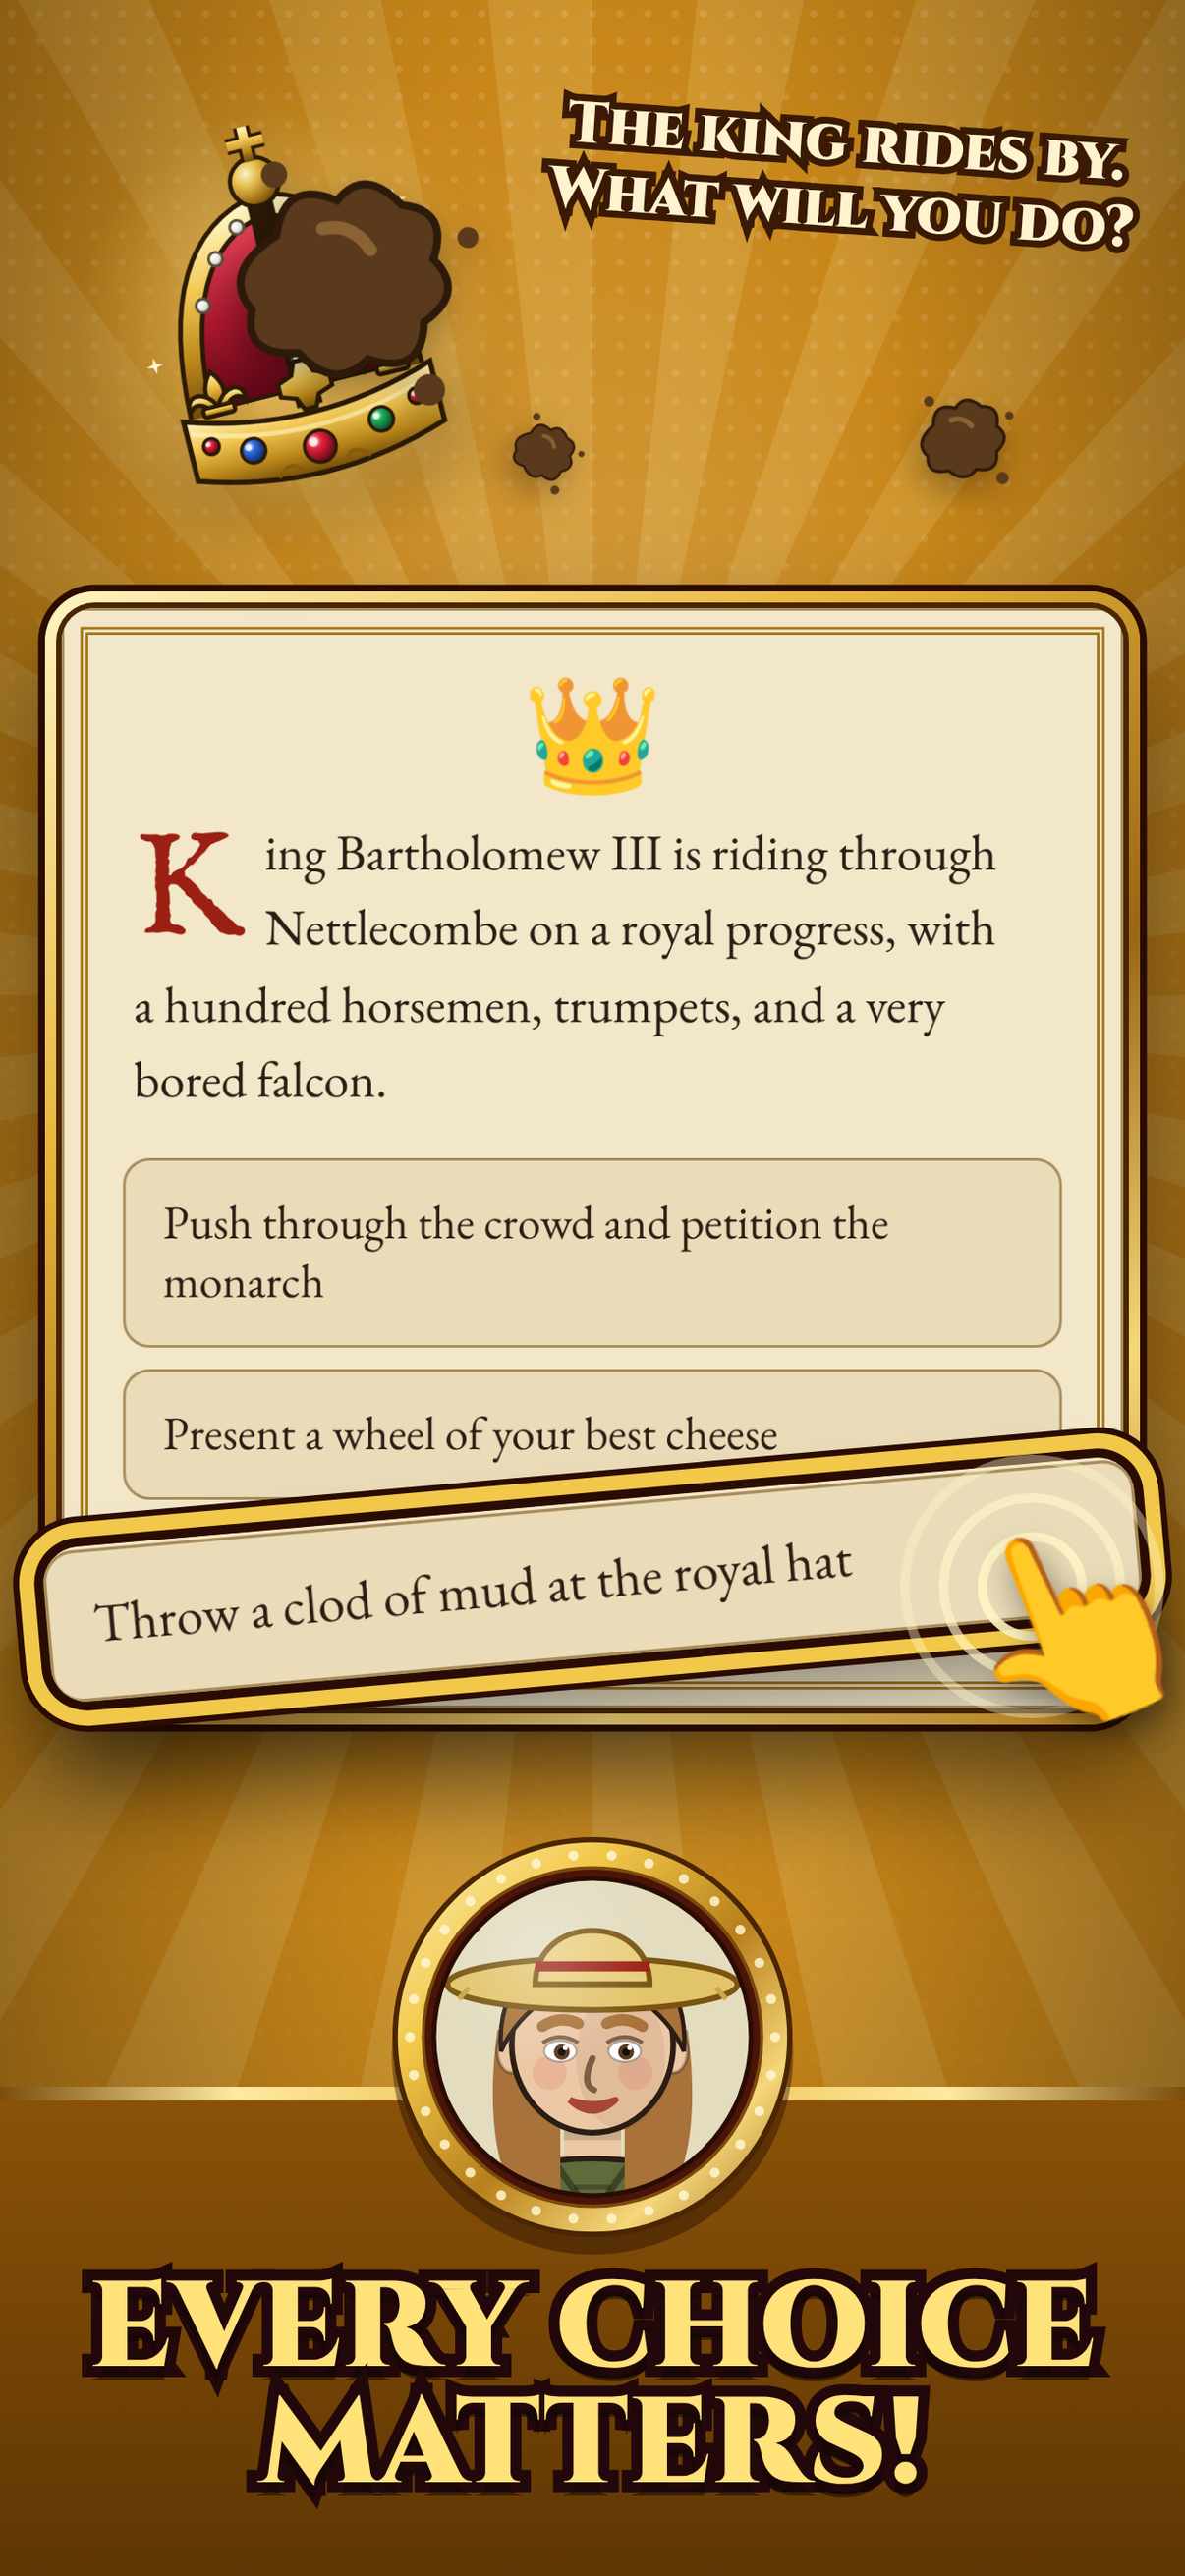 THE KING RIDES BY.
WHAT WILL YOU DO?
King Bartholomew III is riding through
Nettlecombe on a royal progress, with
a hundred horsemen, trumpets, and a very
bored falcon.
Push through the crowd and petition the
monarch
Present a wheel of your best cheese
Throw a clod of mud at the royal hat
EVERY CHOICE
MATTERS!